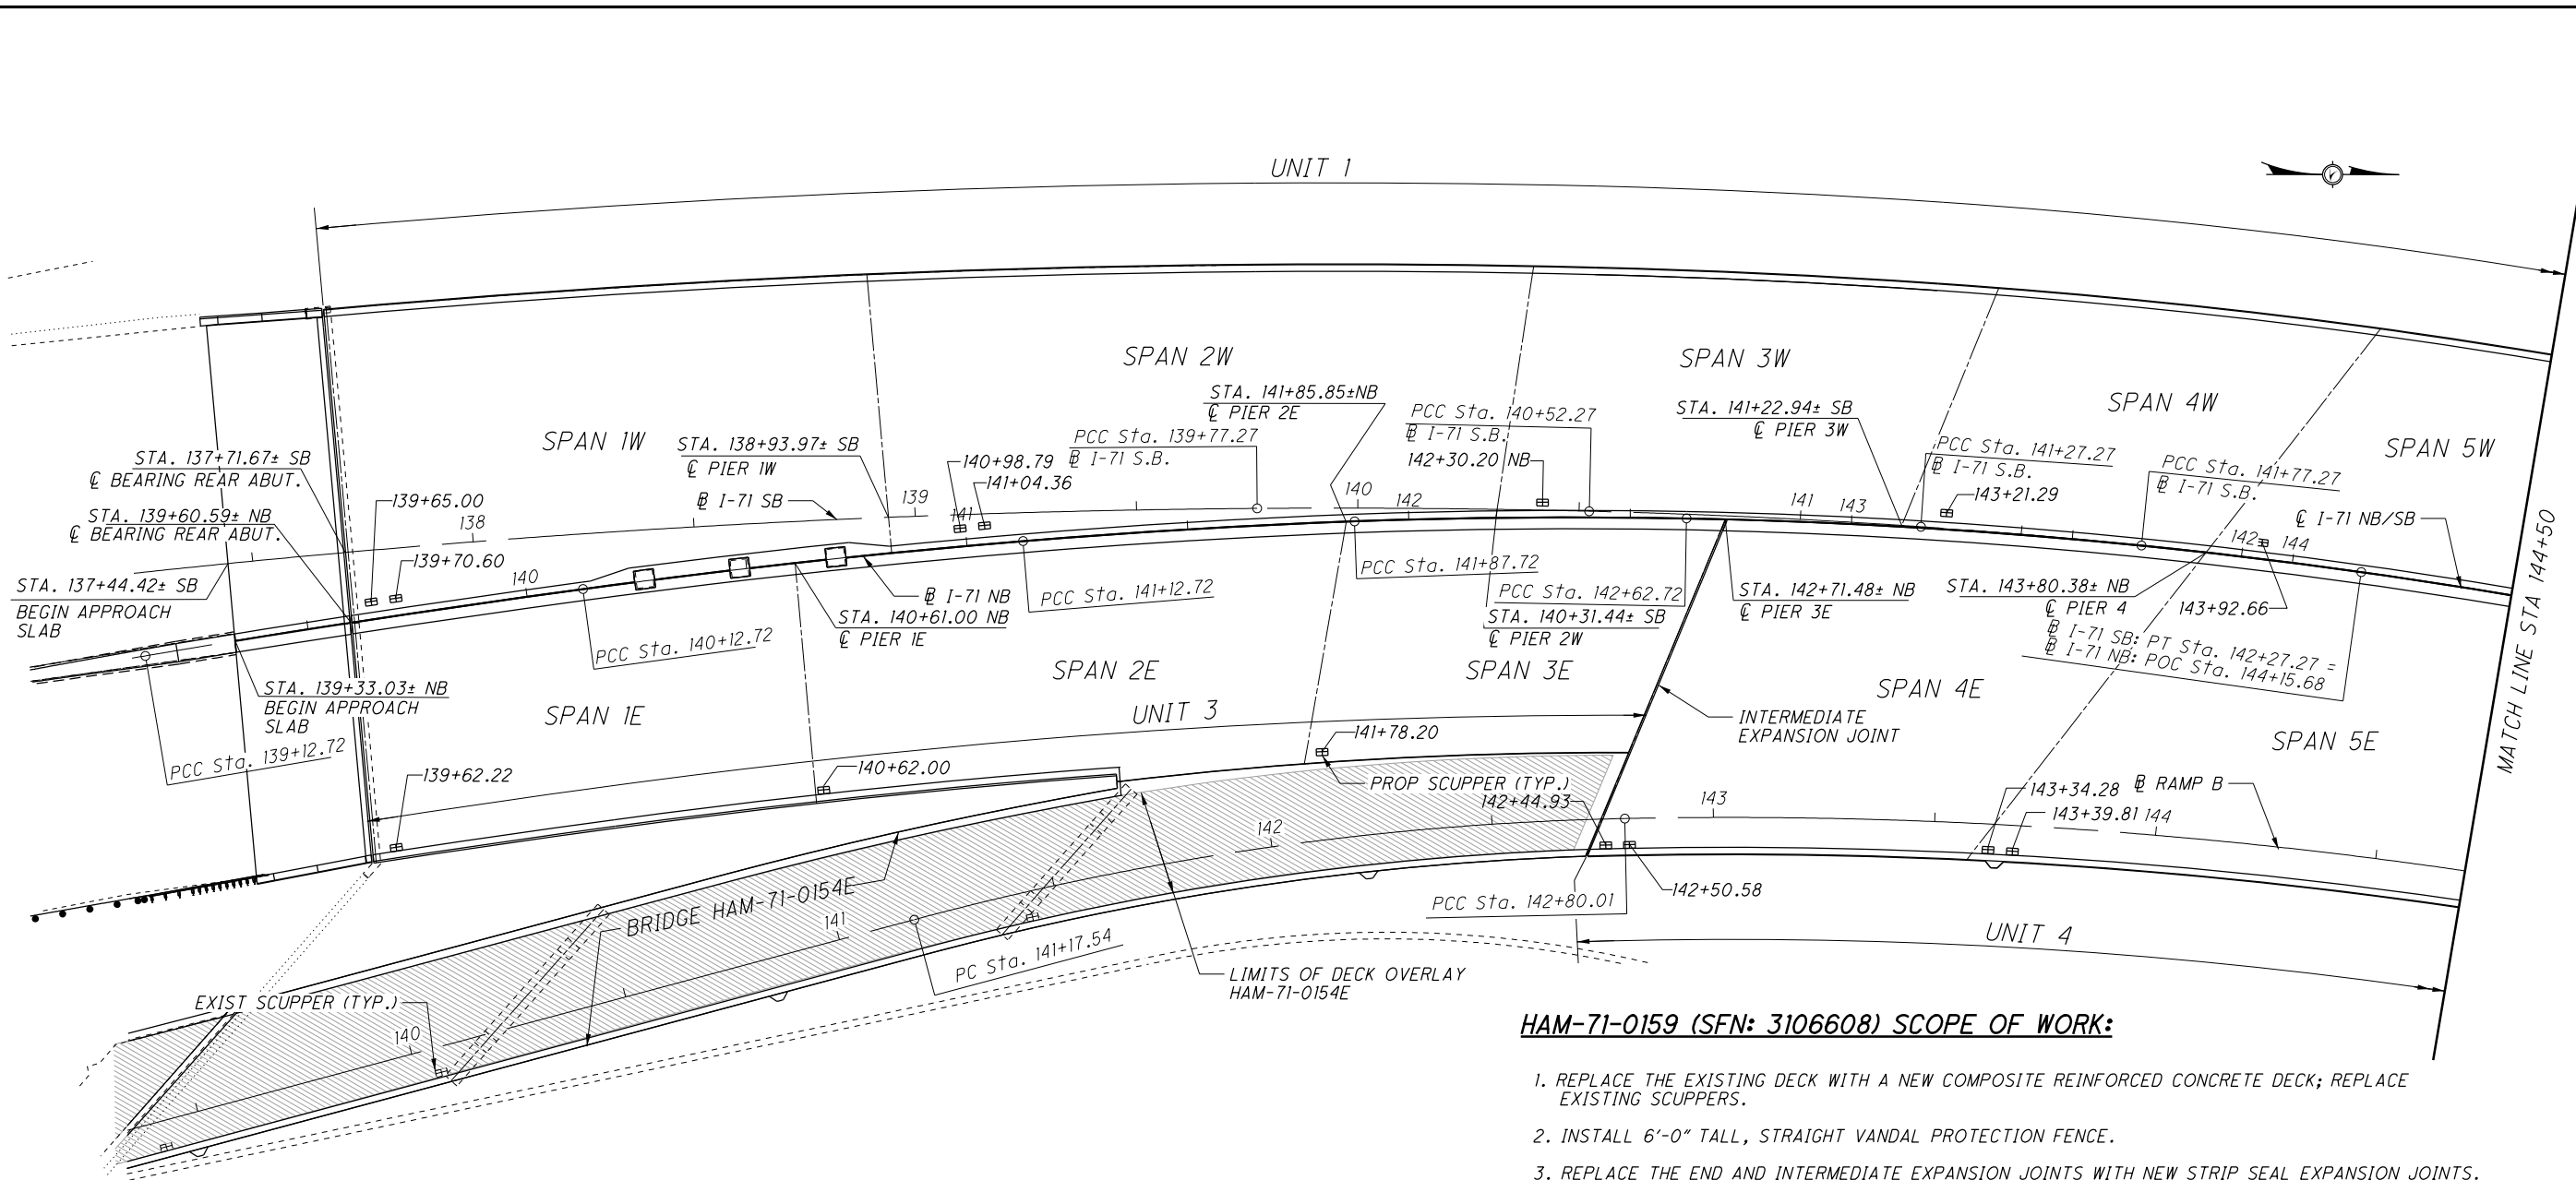 UNIT 1
SPAN 1W
SPAN 2W
SPAN 3W
SPAN 4W
SPAN 5W
STA. 137+71.67± SB
℄ BEARING REAR ABUT.
STA. 139+60.59± NB
℄ BEARING REAR ABUT.
STA. 137+44.42± SB
BEGIN APPROACH
SLAB
139+65.00
138
139+70.60
140
STA. 138+93.97± SB
℄ PIER 1W
B I-71 SB
139
140+98.79
141+04.36
141
PCC Sta. 139+77.27
B I-71 S.B.
STA. 141+85.85±NB
℄ PIER 2E
140
142
PCC Sta. 140+52.27
B I-71 S.B.
142+30.20 NB
STA. 141+22.94± SB
℄ PIER 3W
141
143
PCC Sta. 141+27.27
B I-71 S.B.
143+21.29
PCC Sta. 141+77.27
B I-71 S.B.
℄ I-71 NB/SB
142
144
MATCH LINE STA 144+50
STA. 139+33.03± NB
BEGIN APPROACH
SLAB
PCC Sta. 139+12.72
PCC Sta. 140+12.72
B I-71 NB
STA. 140+61.00 NB
℄ PIER 1E
PCC Sta. 141+12.72
PCC Sta. 141+87.72
PCC Sta. 142+62.72
STA. 140+31.44± SB
℄ PIER 2W
STA. 142+71.48± NB
℄ PIER 3E
STA. 143+80.38± NB
℄ PIER 4
143+92.66
B I-71 SB: PT Sta. 142+27.27 =
B I-71 NB: POC Sta. 144+15.68
SPAN 1E
SPAN 2E
SPAN 3E
SPAN 4E
SPAN 5E
UNIT 3
INTERMEDIATE
EXPANSION JOINT
139+62.22
140+62.00
141+78.20
PROP SCUPPER (TYP.)
142+44.93
143
143+34.28
B RAMP B
143+39.81
144
142
142+50.58
PCC Sta. 142+80.01
BRIDGE HAM-71-0154E
141
PC Sta. 141+17.54
LIMITS OF DECK OVERLAY
HAM-71-0154E
UNIT 4
EXIST SCUPPER (TYP.)
140
HAM-71-0159 (SFN: 3106608) SCOPE OF WORK:
1. REPLACE THE EXISTING DECK WITH A NEW COMPOSITE REINFORCED CONCRETE DECK; REPLACE
EXISTING SCUPPERS.
2. INSTALL 6'-0" TALL, STRAIGHT VANDAL PROTECTION FENCE.
3. REPLACE THE END AND INTERMEDIATE EXPANSION JOINTS WITH NEW STRIP SEAL EXPANSION JOINTS.